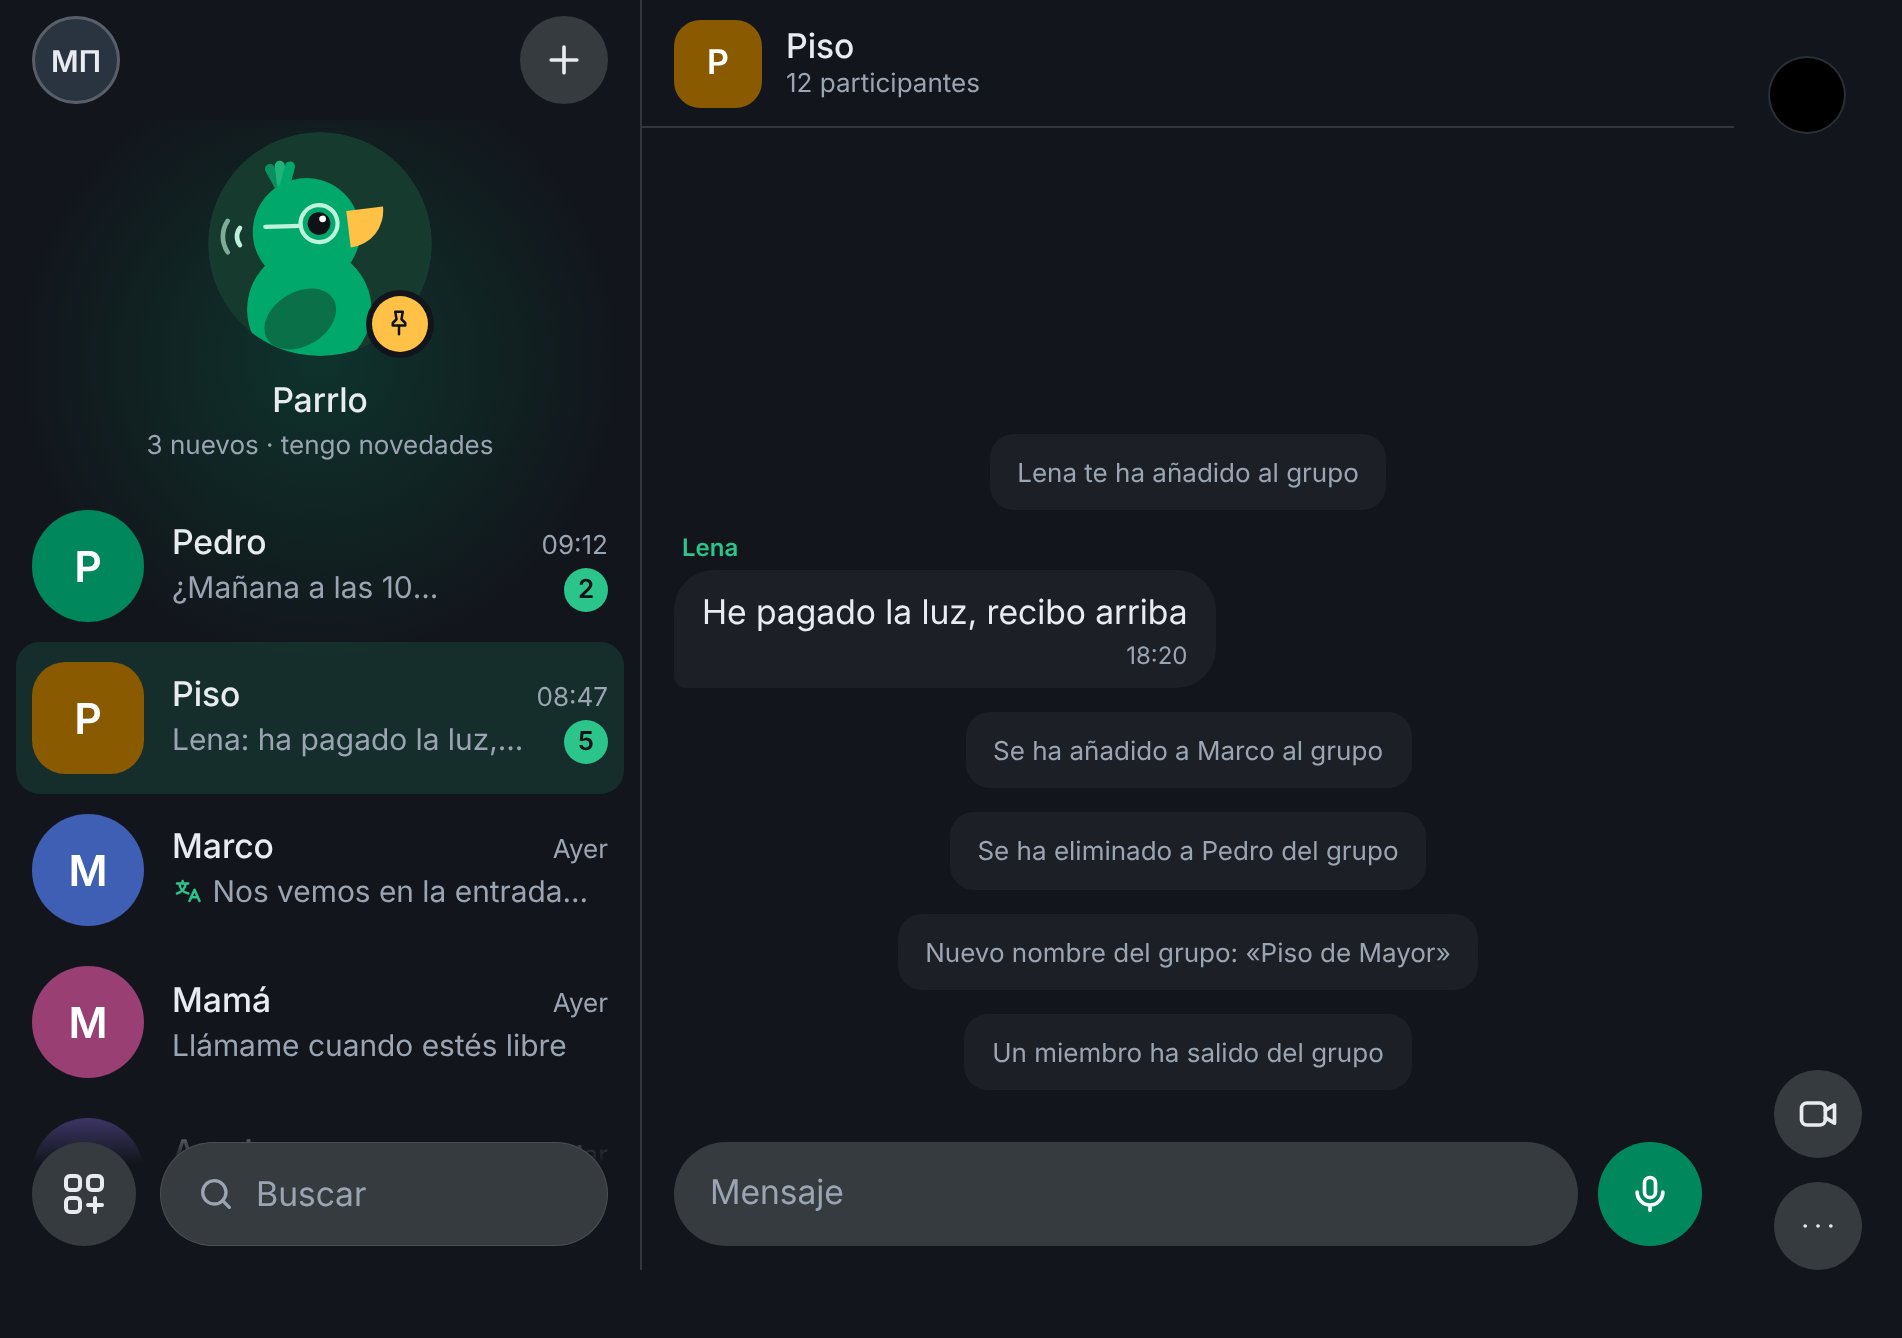 МП
Parrlo
3 nuevos · tengo novedades
P
Pedro
09:12
¿Mañana a las 10...
2
P
Piso
08:47
Lena: ha pagado la luz,...
5
M
Marco
Ayer
Nos vemos en la entrada...
M
Mamá
Ayer
Llámame cuando estés libre
Buscar
P
Piso
12 participantes
Lena te ha añadido al grupo
Lena
He pagado la luz, recibo arriba
18:20
Se ha añadido a Marco al grupo
Se ha eliminado a Pedro del grupo
Nuevo nombre del grupo: «Piso de Mayor»
Un miembro ha salido del grupo
Mensaje